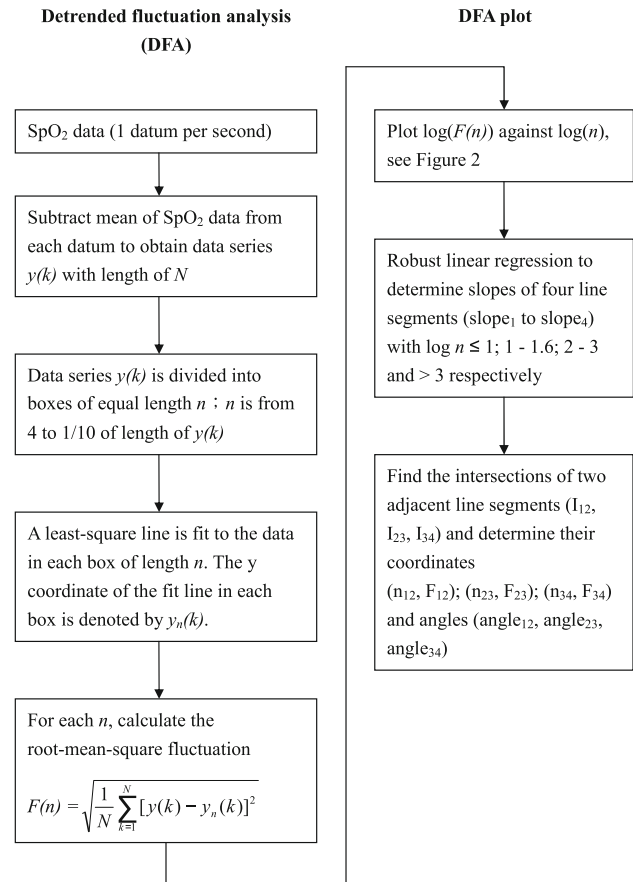 Detrended fluctuation analysis
(DFA)
SpO₂ data (1 datum per second)
Subtract mean of SpO₂ data from
each datum to obtain data series
y(k) with length of N
Data series y(k) is divided into
boxes of equal length n；n is from
4 to 1/10 of length of y(k)
A least-square line is fit to the data
in each box of length n. The y
coordinate of the fit line in each
box is denoted by yₙ(k).
For each n, calculate the
root-mean-square fluctuation
F(n) = √(1/N ∑_{k=1}^{N} [y(k) − yₙ(k)]²)
DFA plot
Plot log(F(n)) against log(n),
see Figure 2
Robust linear regression to
determine slopes of four line
segments (slope₁ to slope₄)
with log n ≤ 1; 1 - 1.6; 2 - 3
and > 3 respectively
Find the intersections of two
adjacent line segments (I₁₂,
I₂₃, I₃₄) and determine their
coordinates
(n₁₂, F₁₂); (n₂₃, F₂₃); (n₃₄, F₃₄)
and angles (angle₁₂, angle₂₃,
angle₃₄)